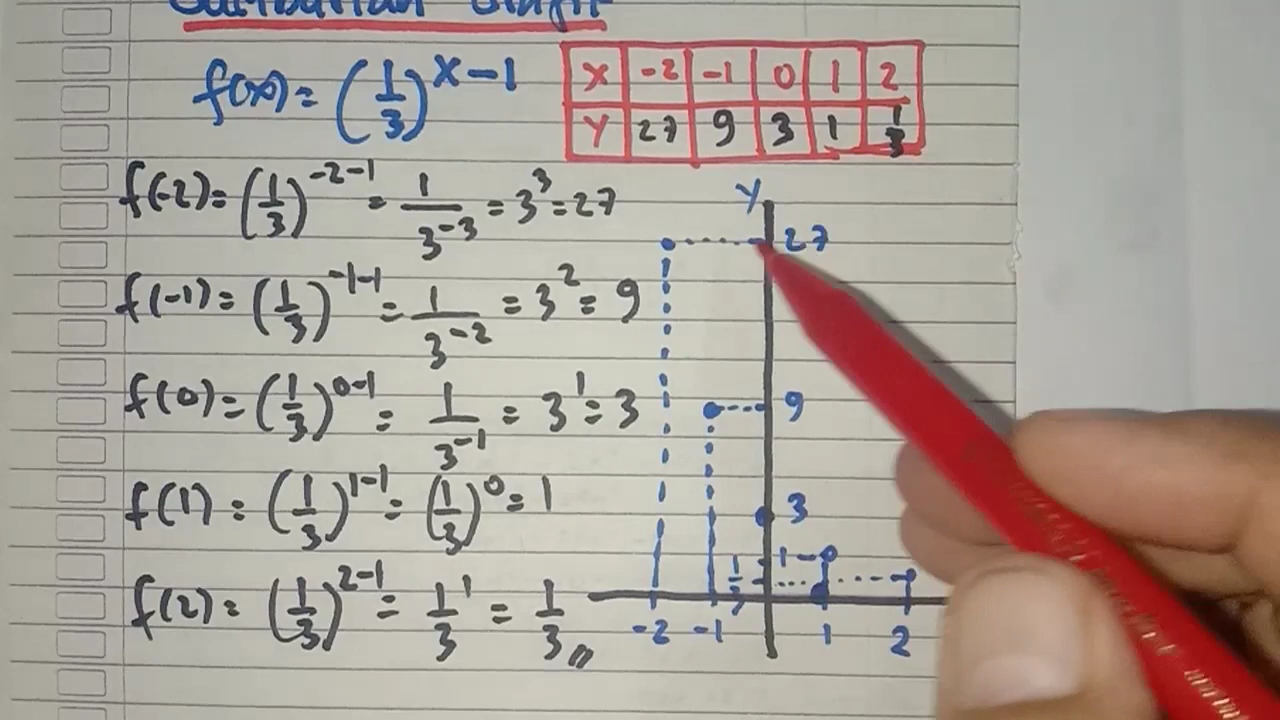 f(x) = (1/3)^x-1
X -2 -1 0 1 2
Y 27 9 3 1 1/3
f(-2) = (1/3)^-2-1 = 1/3^-3 = 3^3 = 27
f(-1) = (1/3)^-1-1 = 1/3^-2 = 3^2 = 9
f(0) = (1/3)^0-1 = 1/3^-1 = 3^1 = 3
f(1) = (1/3)^1-1 = (1/3)^0 = 1
f(2) = (1/3)^2-1 = 1/3^1 = 1/3
Y
27
9
3
1
1/3
-2 -1 1 2